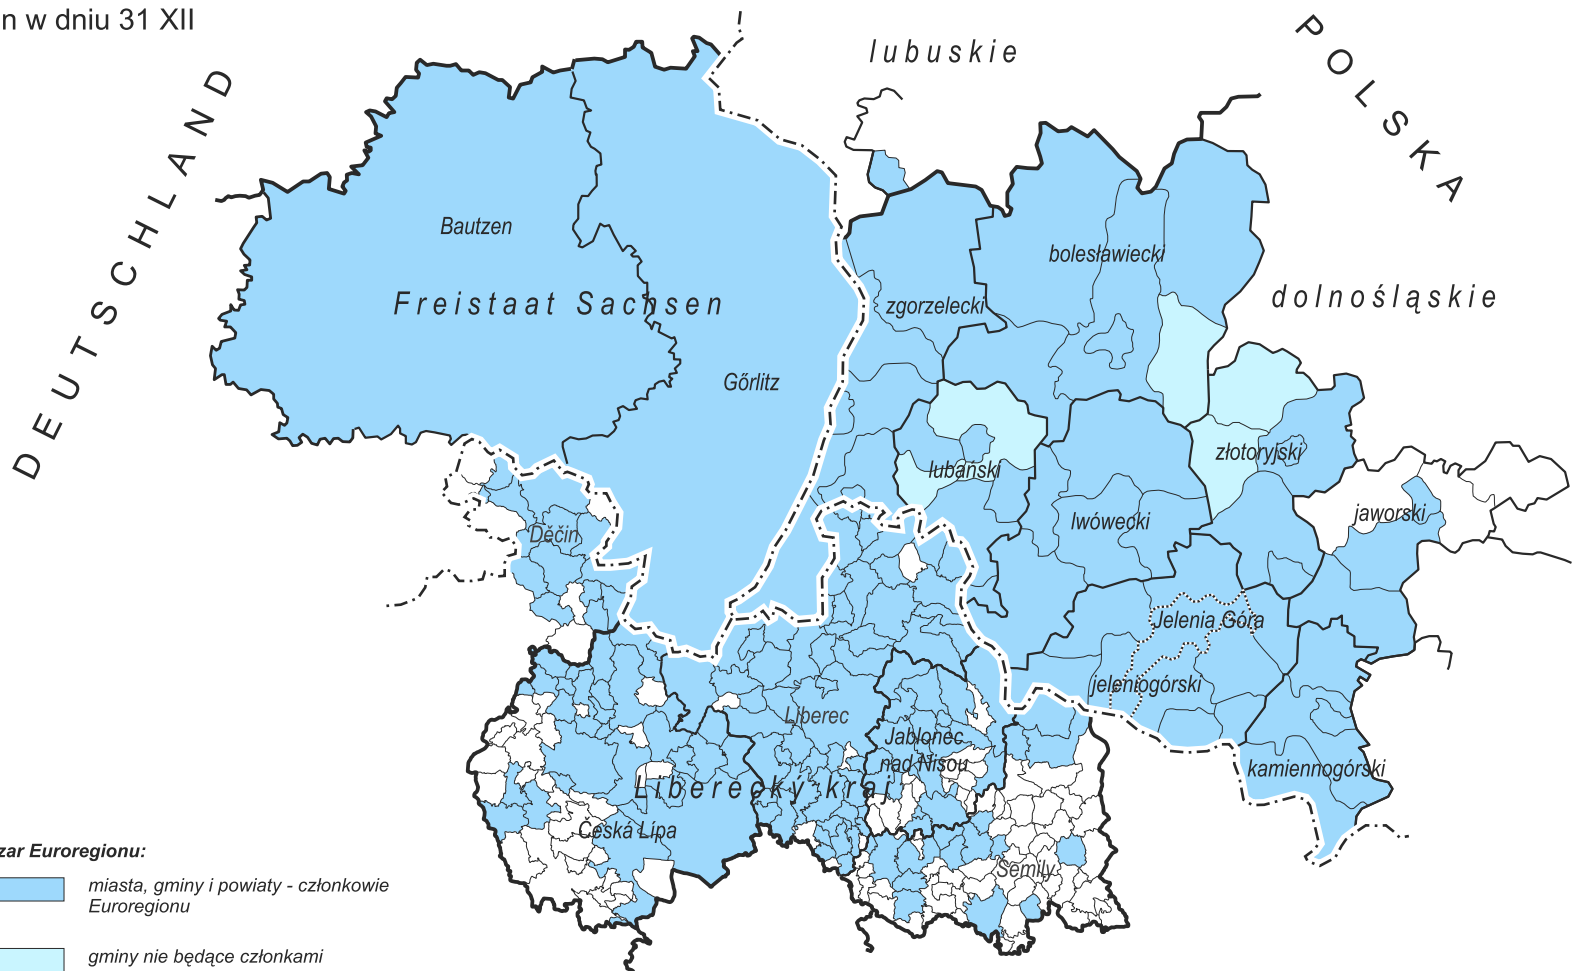 n w dniu 31 XII
lubuskie
POLSKA
DEUTSCHLAND
Bautzen
bolesławiecki
Freistaat Sachsen
zgorzelecki
dolnośląskie
Gőrlitz
złotoryjski
lubański
lwówecki
jaworski
Děčin
Jelenia Góra
jeleniogórski
Liberec
Jablonec
nad Nisou
kamiennogórski
Liberecký kraj
Česká Lípa
Semily
zar Euroregionu:
miasta, gminy i powiaty - członkowie
Euroregionu
gminy nie będące członkami